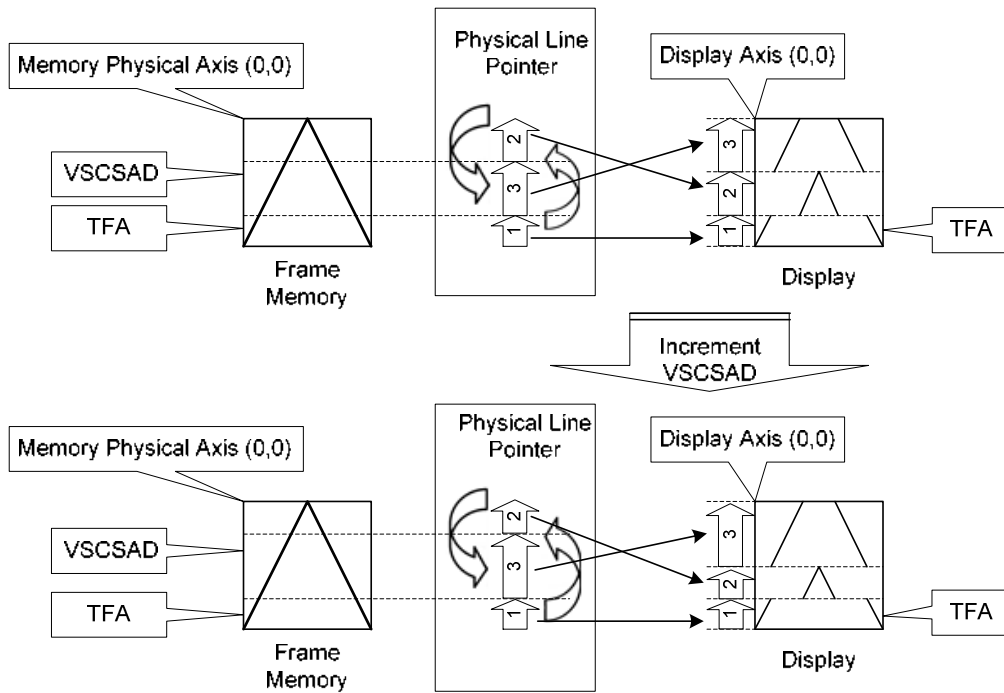 Physical Line
Pointer
Memory Physical Axis (0,0)
Display Axis (0,0)
2
3
1
3
2
1
VSCSAD
TFA
TFA
Frame
Memory
Display
Increment
VSCSAD
Physical Line
Pointer
Memory Physical Axis (0,0)
Display Axis (0,0)
2
3
1
3
2
1
VSCSAD
TFA
TFA
Frame
Memory
Display